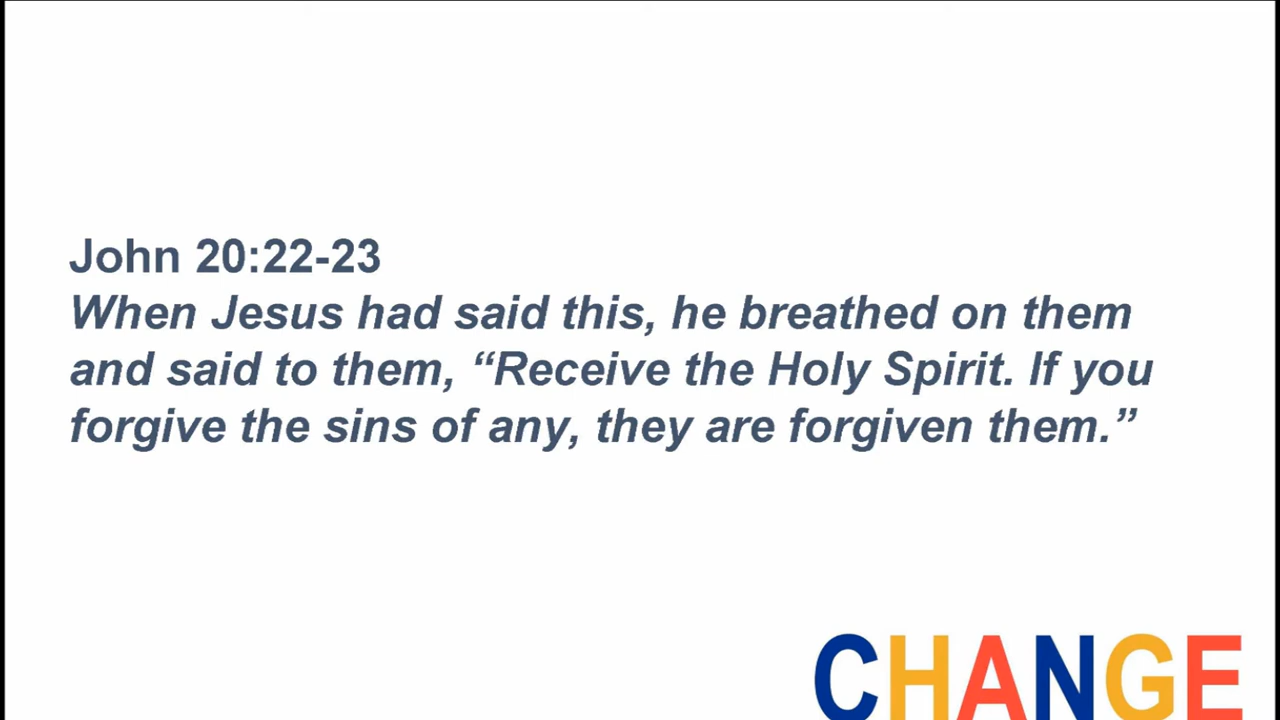 John 20:22-23
When Jesus had said this, he breathed on them
and said to them, “Receive the Holy Spirit. If you
forgive the sins of any, they are forgiven them.”
CHANGE